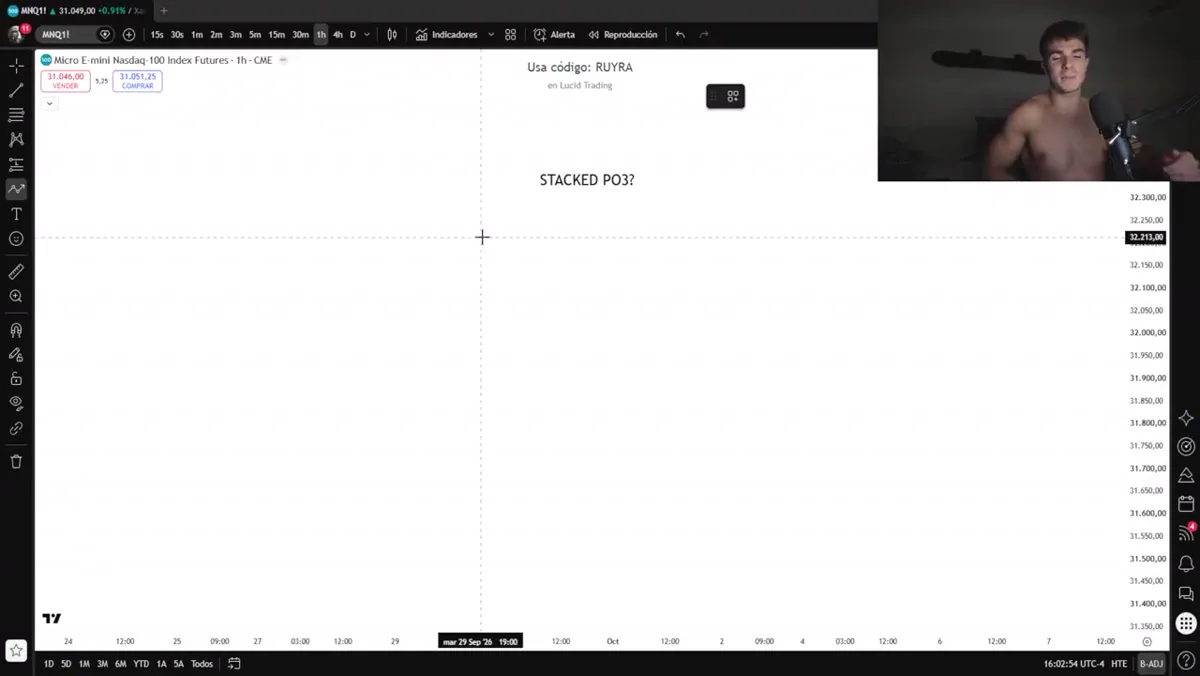 MNQ1! ▲ 31.049,00 +0.91% / Xa
11
MNQ1!
15s 30s 1m 2m 3m 5m 15m 30m 1h 4h D
Indicadores
Alerta
Reproducción
Micro E-mini Nasdaq-100 Index Futures · 1h · CME
31.046,00
VENDER
5,25
31.051,25
COMPRAR
Usa código: RUYRA
en Lucid Trading
STACKED PO3?
32.300,00
32.250,00
32.213,00
32.150,00
32.100,00
32.050,00
32.000,00
31.950,00
31.900,00
31.850,00
31.800,00
31.750,00
31.700,00
31.650,00
31.600,00
31.550,00
31.500,00
31.450,00
31.400,00
31.350,00
4
24 12:00 25 09:00 27 03:00 12:00 29 mar 29 Sep '26 19:00 12:00 Oct 12:00 2 09:00 4 03:00 12:00 6 12:00 7 12:00
1D 5D 1M 3M 6M YTD 1A 5A Todos
16:02:54 UTC-4 HTE B-ADJ